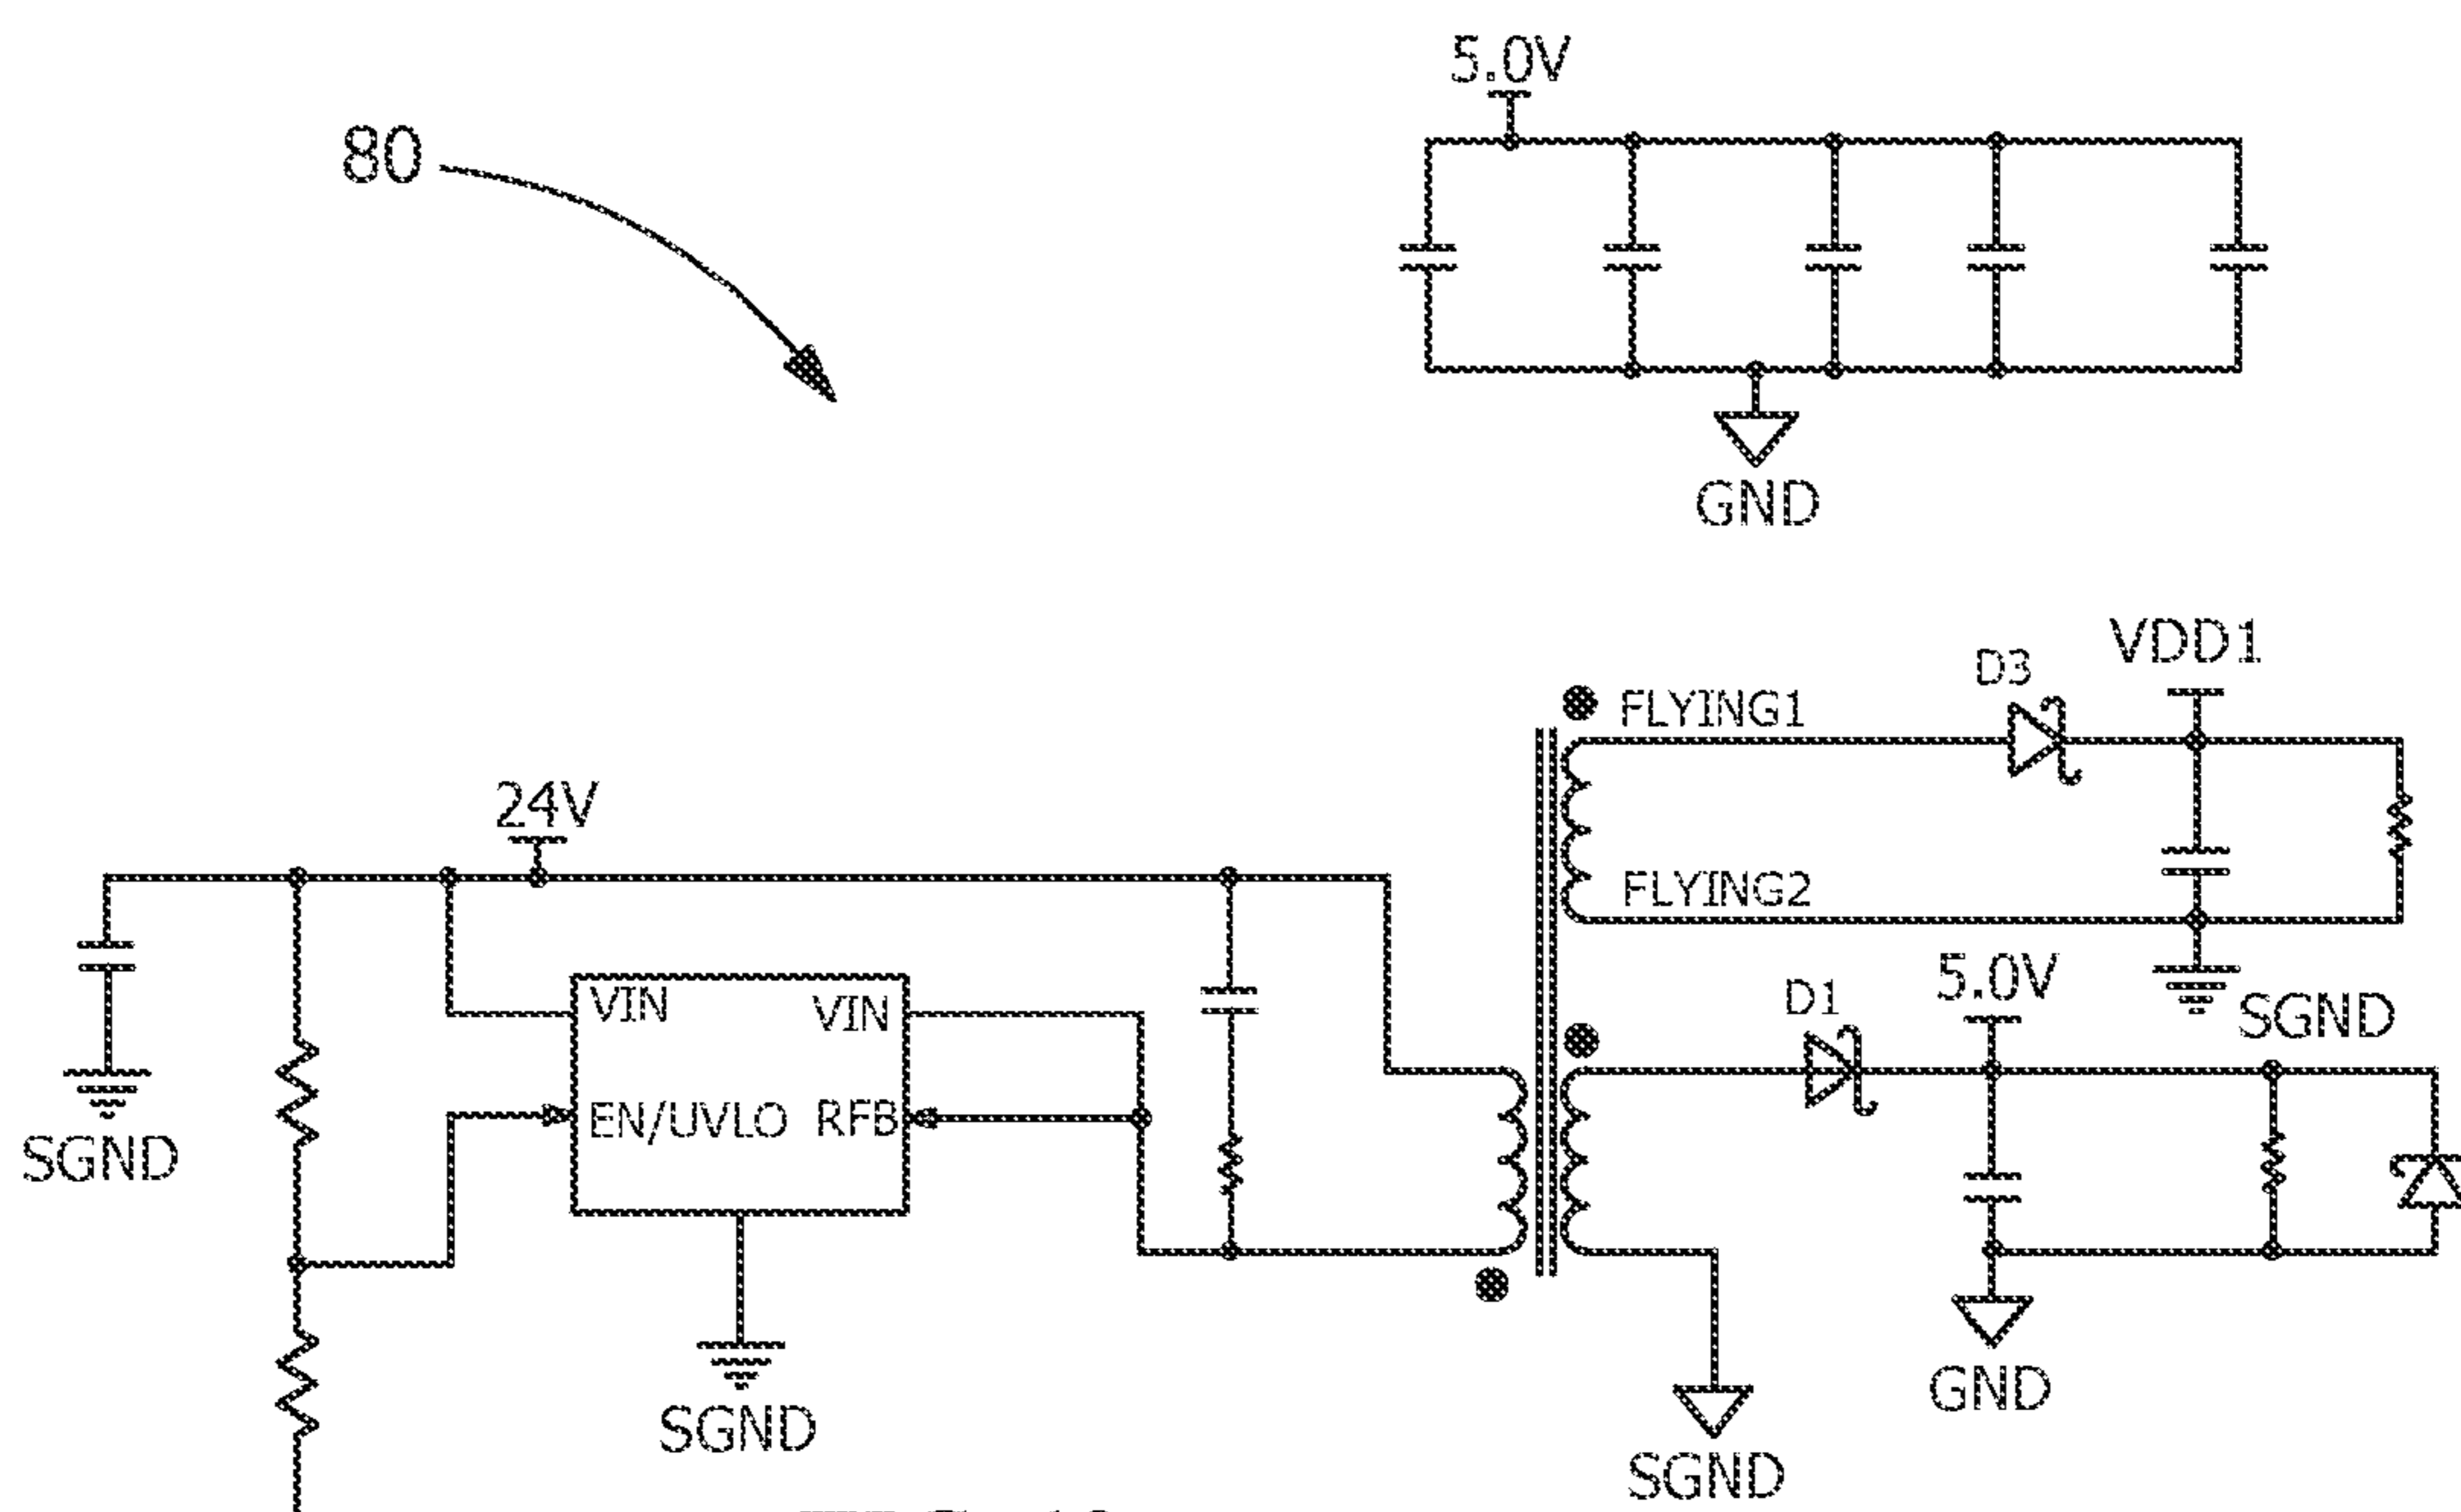 5.0V
80
GND
VDD1
D3
FLYING1
24V
FLYING2
5.0V
D1
SGND
VIN
VIN
EN/UVLO
RFB
SGND
GND
SGND
SGND